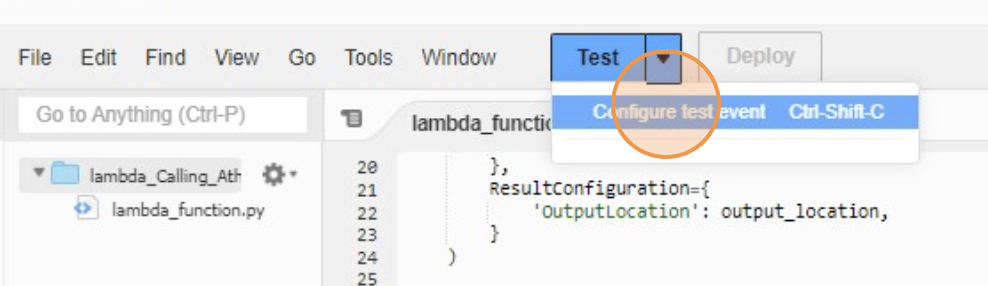 File Edit Find View Go Tools Window Test Deploy
Go to Anything (Ctrl-P)
Configure test event Ctrl-Shift-C
lambda_functio
lambda_Calling_Ath
lambda_function.py
20 },
21 ResultConfiguration={
22 'OutputLocation': output_location,
23 }
24 )
25